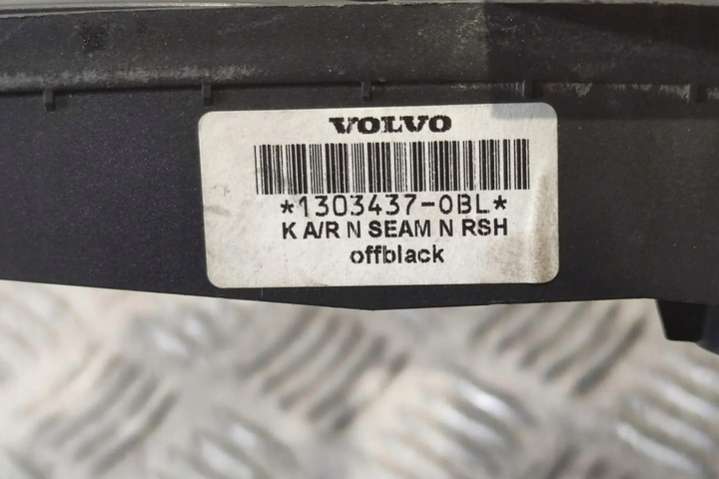 VOLVO
*1303437-0BL*
K A/R N SEAM N RSH
offblack